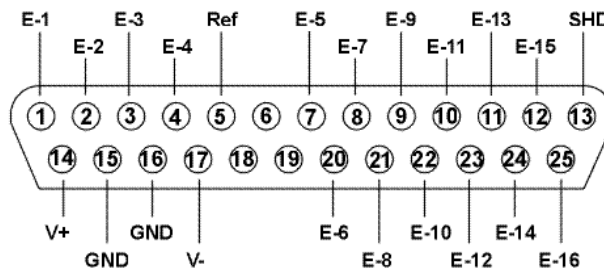 E-1 E-3 Ref E-5 E-9 E-13 SHD
E-2 E-4 E-7 E-11 E-15
1 2 3 4 5 6 7 8 9 10 11 12 13
14 15 16 17 18 19 20 21 22 23 24 25
V+ GND E-6 E-10 E-14
GND V- E-8 E-12 E-16